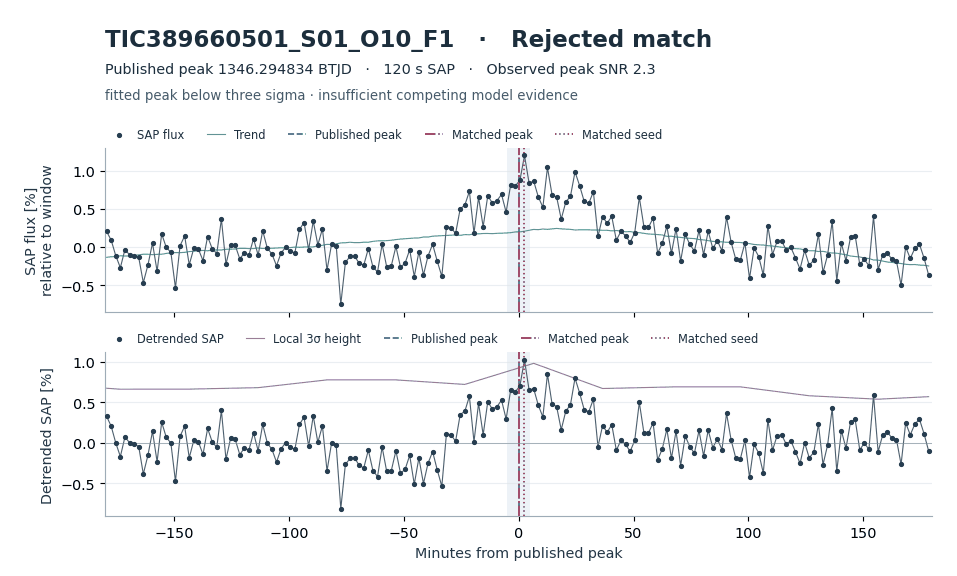 TIC389660501_S01_O10_F1 · Rejected match
Published peak 1346.294834 BTJD · 120 s SAP · Observed peak SNR 2.3
fitted peak below three sigma · insufficient competing model evidence
SAP flux Trend Published peak Matched peak Matched seed
SAP flux [%]
relative to window
1.0
0.5
0.0
−0.5
Detrended SAP Local 3σ height Published peak Matched peak Matched seed
Detrended SAP [%]
1.0
0.5
0.0
−0.5
−150 −100 −50 0 50 100 150
Minutes from published peak